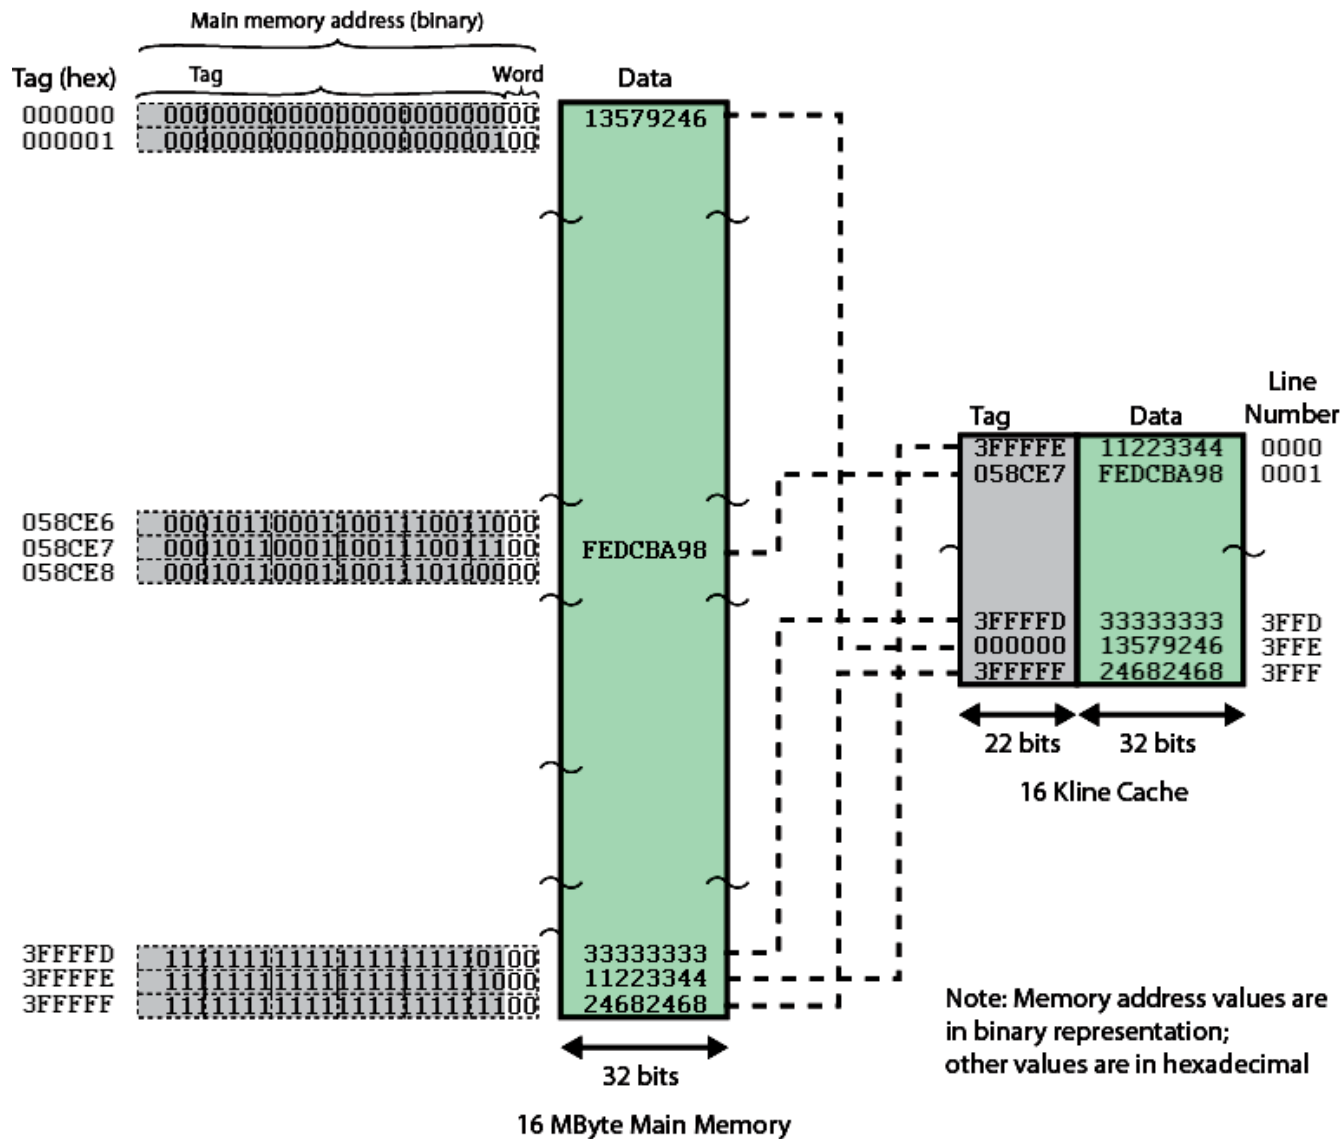 Main memory address (binary)
Tag (hex) Tag Word Data
000000 000000000000000000000000 13579246
000001 000000000000000000000100
Line
Tag Data Number
3FFFFE 11223344 0000
058CE7 FEDCBA98 0001
058CE6 000101100011001110011000
058CE7 000101100011001110011100 FEDCBA98
058CE8 000101100011001110100000
3FFFFD 33333333 3FFD
000000 13579246 3FFE
3FFFFF 24682468 3FFF
22 bits 32 bits
16 Kline Cache
3FFFFD 111111111111111111110100 33333333
3FFFFE 111111111111111111111000 11223344
3FFFFF 111111111111111111111100 24682468
32 bits
16 MByte Main Memory
Note: Memory address values are
in binary representation;
other values are in hexadecimal